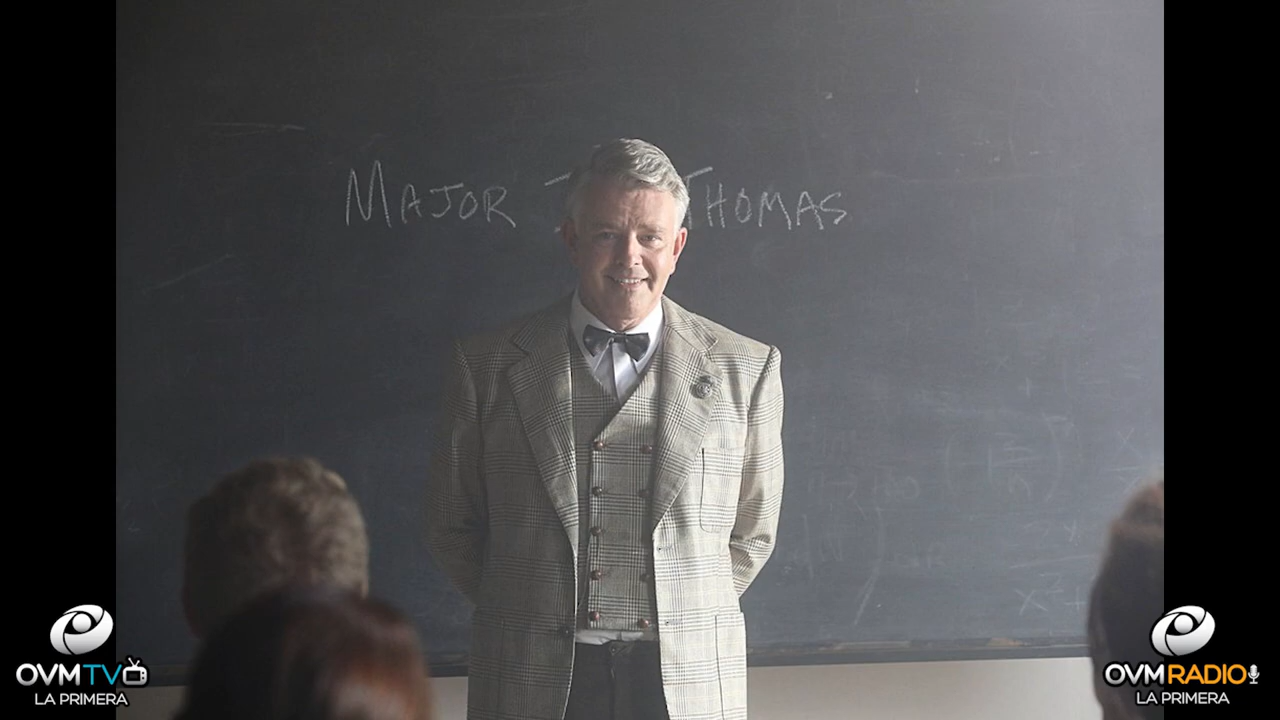 MAJOR THOMAS
OVMTV
LA PRIMERA
OVMRADIO
LA PRIMERA